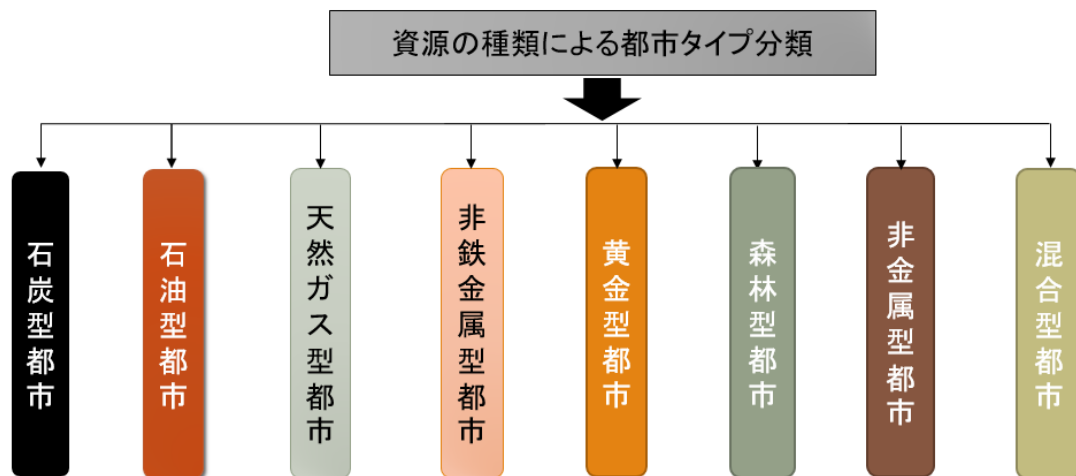 資源の種類による都市タイプ分類
石炭型都市
石油型都市
天然ガス型都市
非鉄金属型都市
黄金型都市
森林型都市
非金属型都市
混合型都市